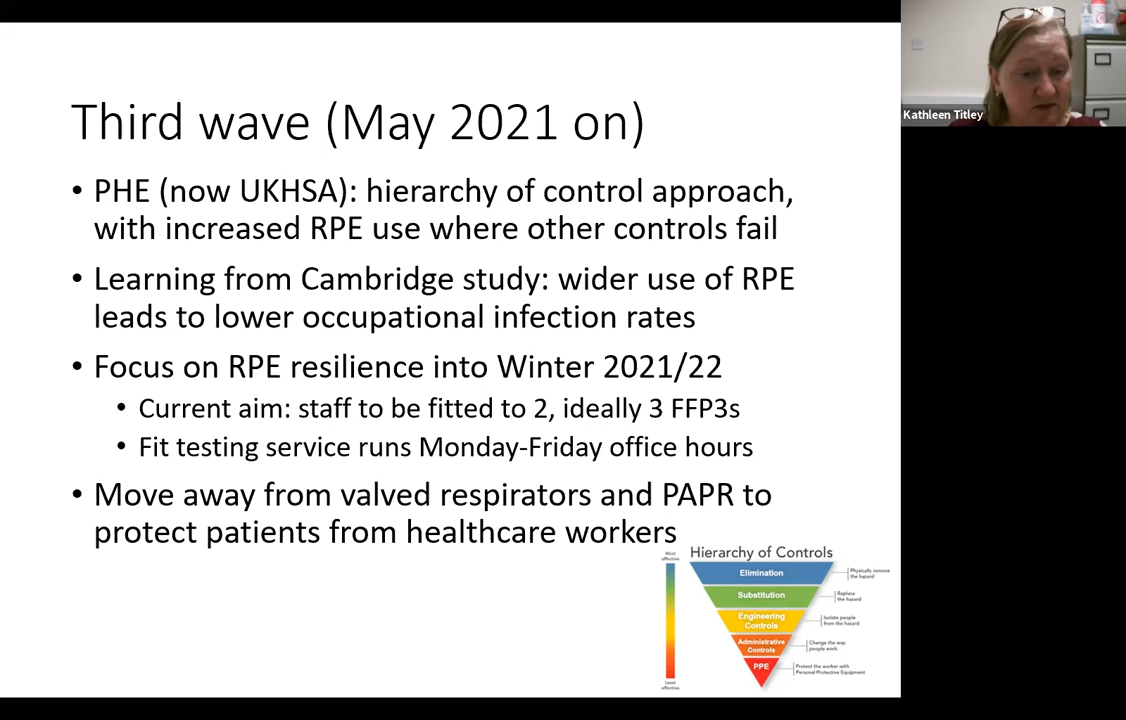 Third wave (May 2021 on)
• PHE (now UKHSA): hierarchy of control approach,
with increased RPE use where other controls fail
• Learning from Cambridge study: wider use of RPE
leads to lower occupational infection rates
• Focus on RPE resilience into Winter 2021/22
• Current aim: staff to be fitted to 2, ideally 3 FFP3s
• Fit testing service runs Monday-Friday office hours
• Move away from valved respirators and PAPR to
protect patients from healthcare workers
Hierarchy of Controls
Most
effective
Elimination
Physically remove
the hazard
Substitution
Replace
the hazard
Engineering
Controls
Isolate people
from the hazard
Administrative
Controls
Change the way
people work
PPE
Protect the worker with
Personal Protective Equipment
Least
effective
Kathleen Titley